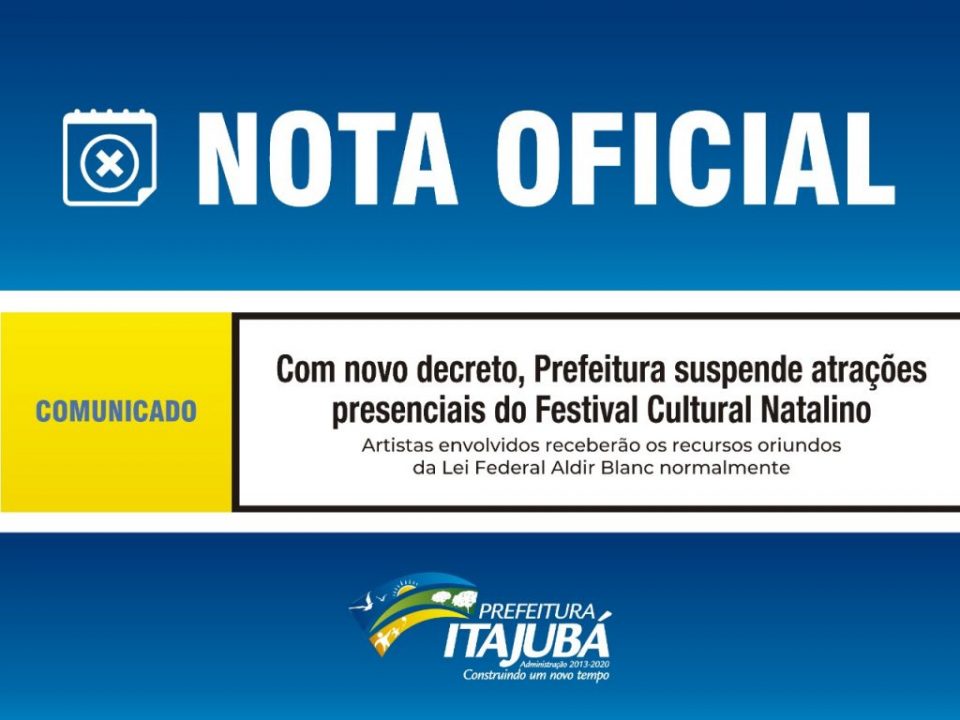 NOTA OFICIAL
COMUNICADO
Com novo decreto, Prefeitura suspende atrações
presenciais do Festival Cultural Natalino
Artistas envolvidos receberão os recursos oriundos
da Lei Federal Aldir Blanc normalmente
PREFEITURA
ITAJUBÁ
Administração 2013-2020
Construindo um novo tempo